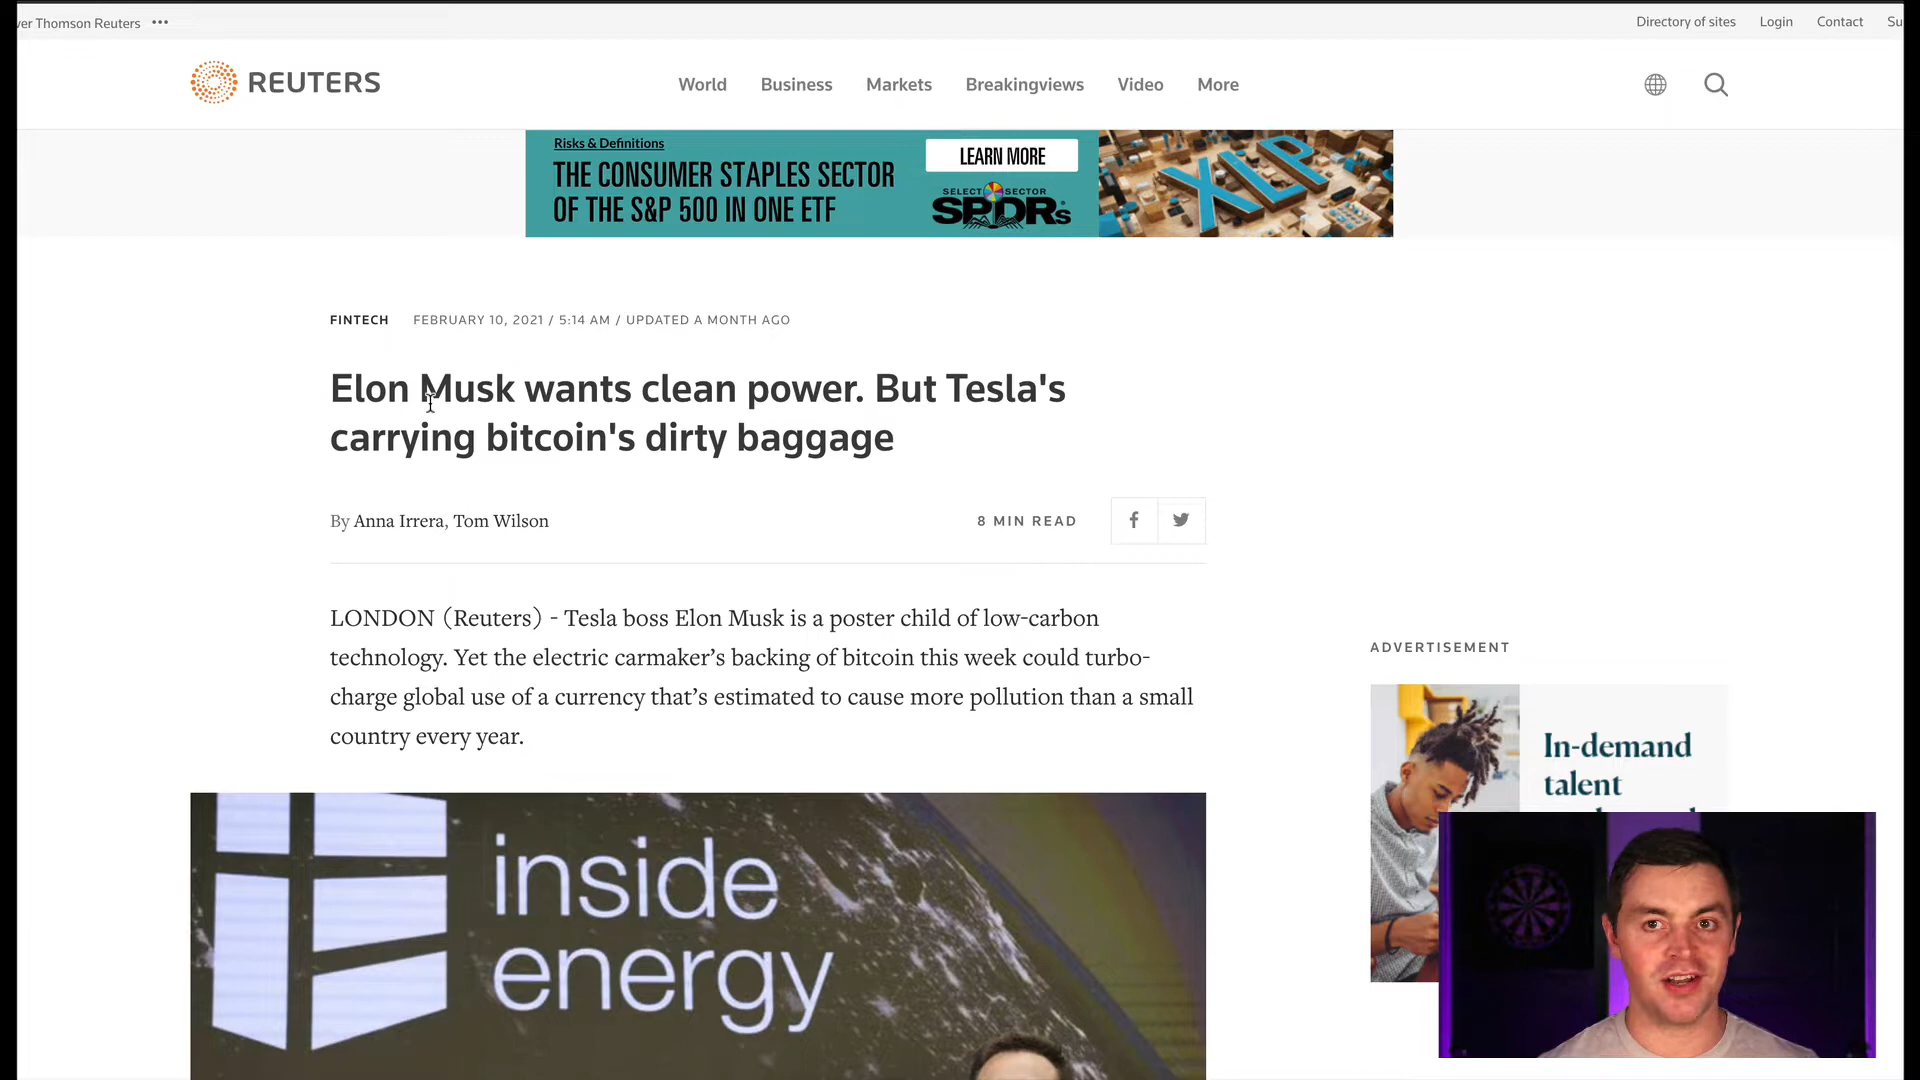 ver Thomson Reuters •••
Directory of sites Login Contact Su
REUTERS
World Business Markets Breakingviews Video More
Risks & Definitions
THE CONSUMER STAPLES SECTOR
OF THE S&P 500 IN ONE ETF
LEARN MORE
SELECT SECTOR
SPDRs
XLP
FINTECH FEBRUARY 10, 2021 / 5:14 AM / UPDATED A MONTH AGO
Elon Musk wants clean power. But Tesla's
carrying bitcoin's dirty baggage
By Anna Irrera, Tom Wilson
8 MIN READ
LONDON (Reuters) - Tesla boss Elon Musk is a poster child of low-carbon
technology. Yet the electric carmaker’s backing of bitcoin this week could turbo-
charge global use of a currency that’s estimated to cause more pollution than a small
country every year.
ADVERTISEMENT
In-demand
talent
inside
energy